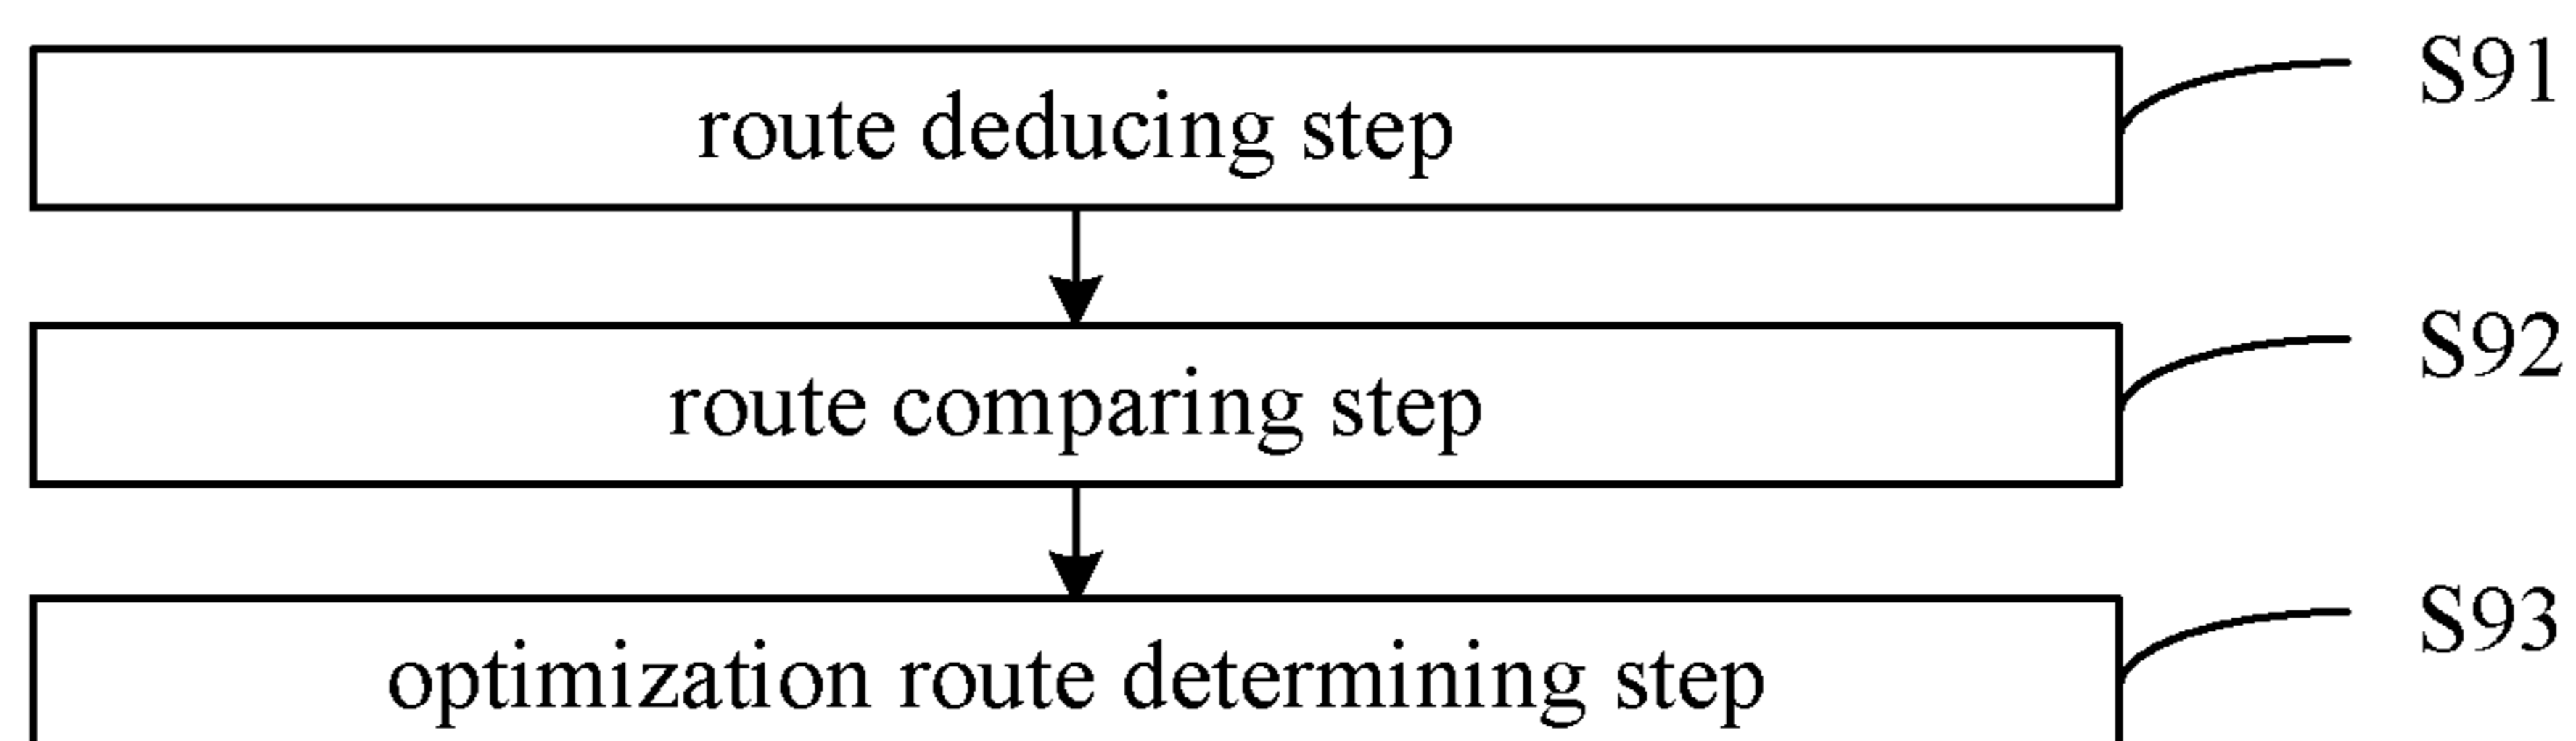 route deducing step
S91
route comparing step
S92
optimization route determining step
S93